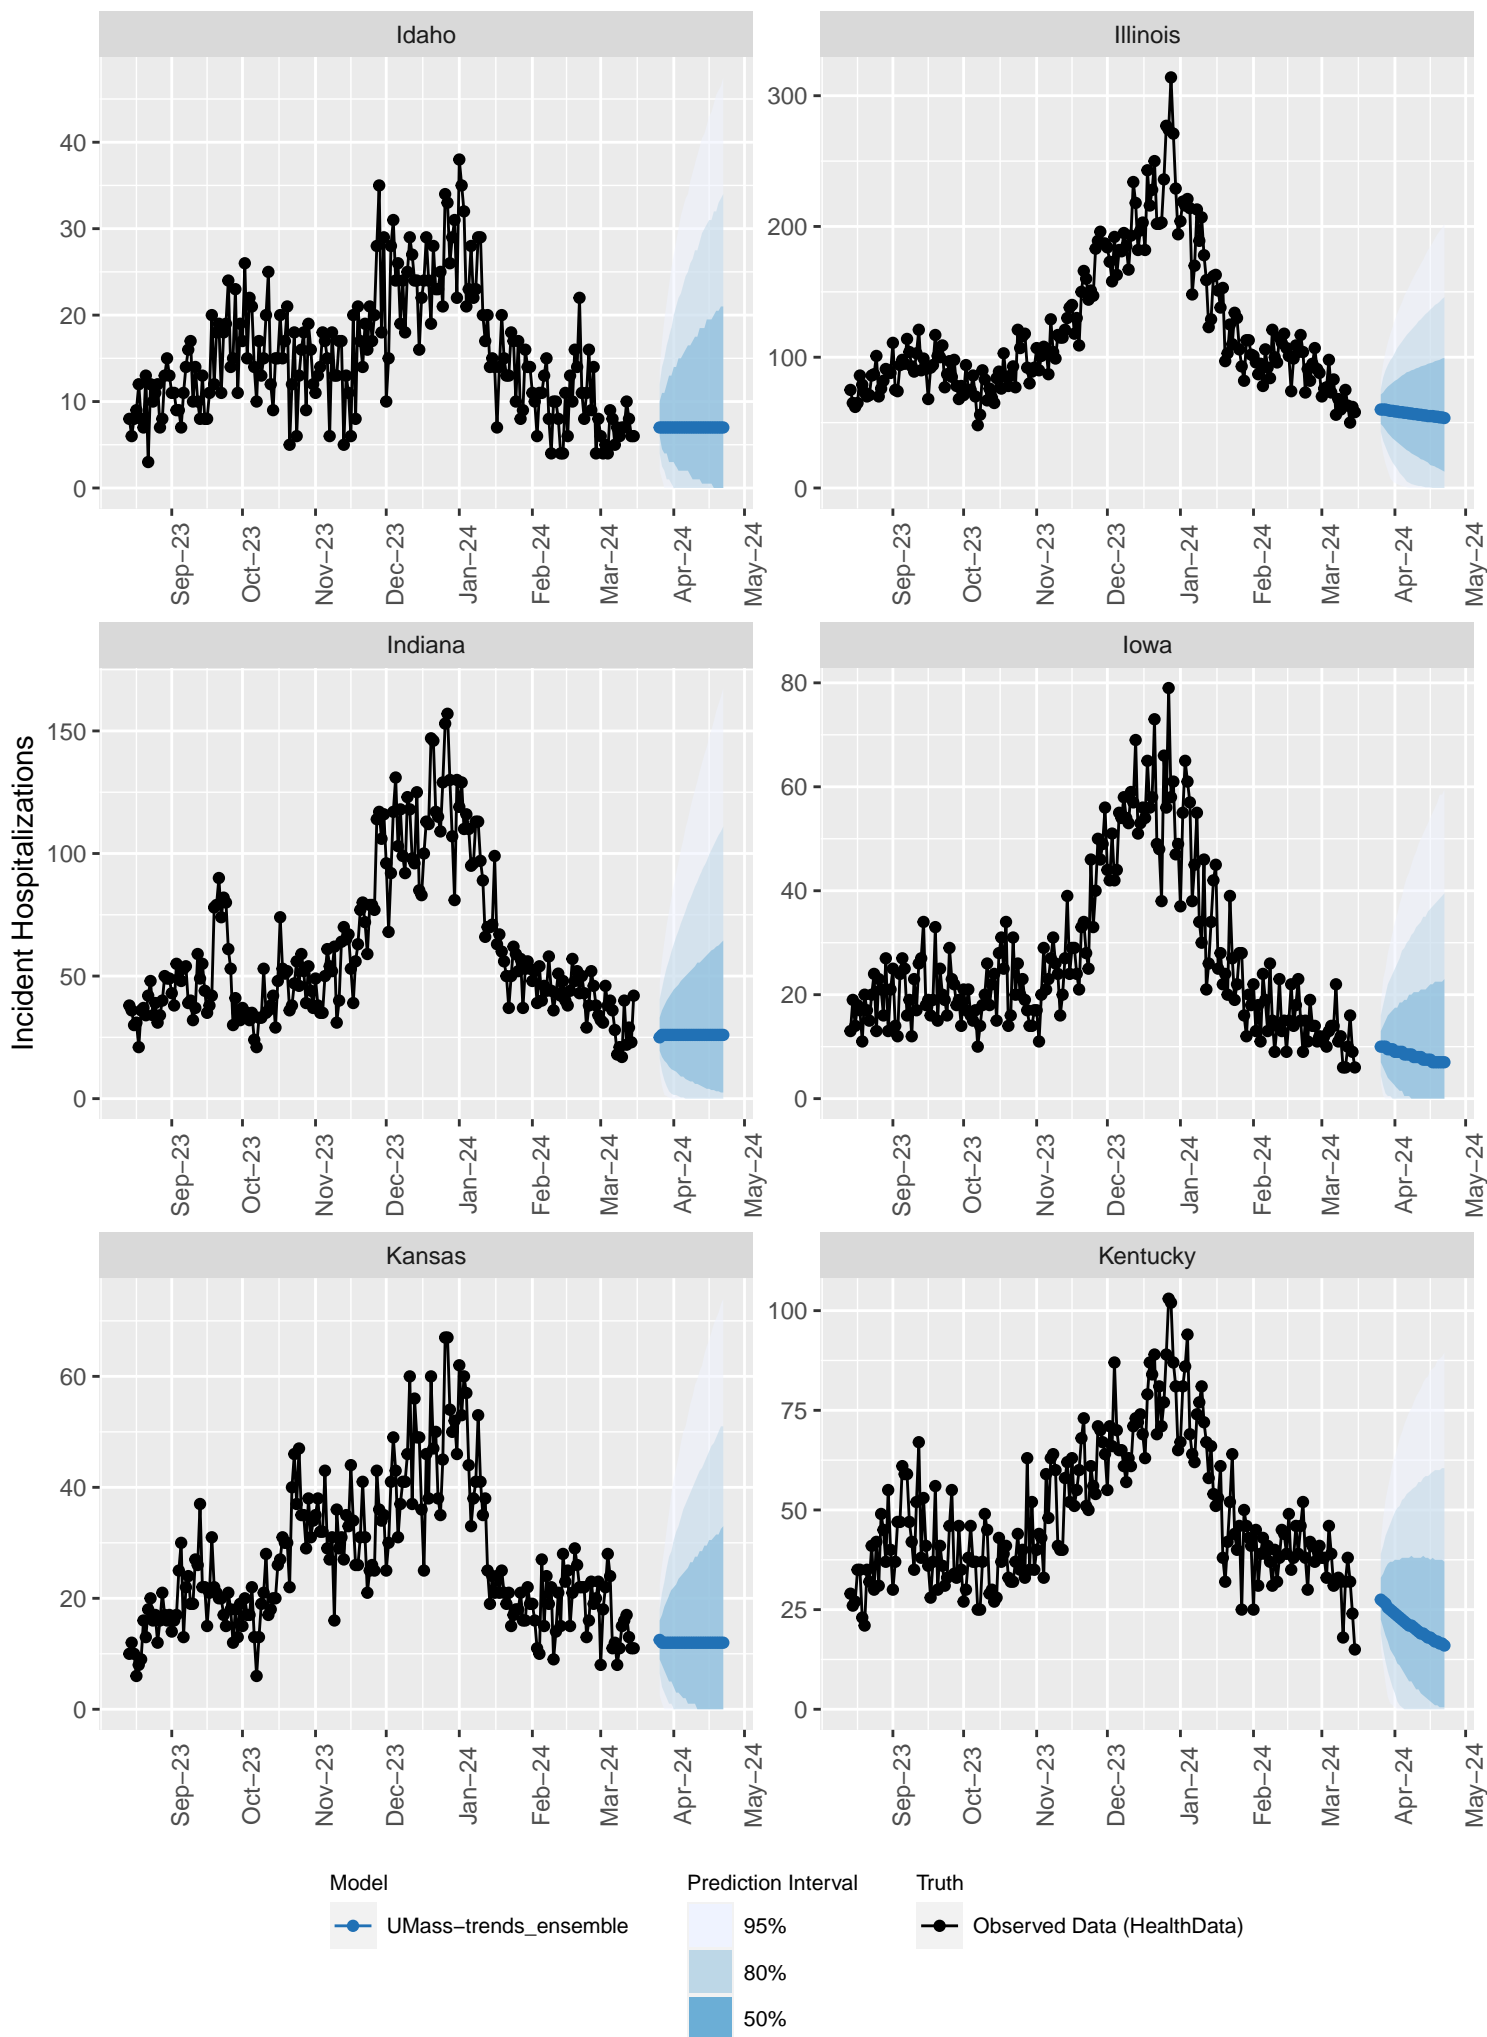 Idaho Illinois
40
30
20
10
0
300
200
100
0
Sep−23 Oct−23 Nov−23 Dec−23 Jan−24 Feb−24 Mar−24 Apr−24 May−24
Sep−23 Oct−23 Nov−23 Dec−23 Jan−24 Feb−24 Mar−24 Apr−24 May−24
Incident Hospitalizations
Indiana Iowa
150
100
50
0
80
60
40
20
0
Sep−23 Oct−23 Nov−23 Dec−23 Jan−24 Feb−24 Mar−24 Apr−24 May−24
Sep−23 Oct−23 Nov−23 Dec−23 Jan−24 Feb−24 Mar−24 Apr−24 May−24
Kansas Kentucky
60
40
20
0
100
75
50
25
0
Sep−23 Oct−23 Nov−23 Dec−23 Jan−24 Feb−24 Mar−24 Apr−24 May−24
Sep−23 Oct−23 Nov−23 Dec−23 Jan−24 Feb−24 Mar−24 Apr−24 May−24
Model
UMass−trends_ensemble
Prediction Interval
95%
80%
50%
Truth
Observed Data (HealthData)